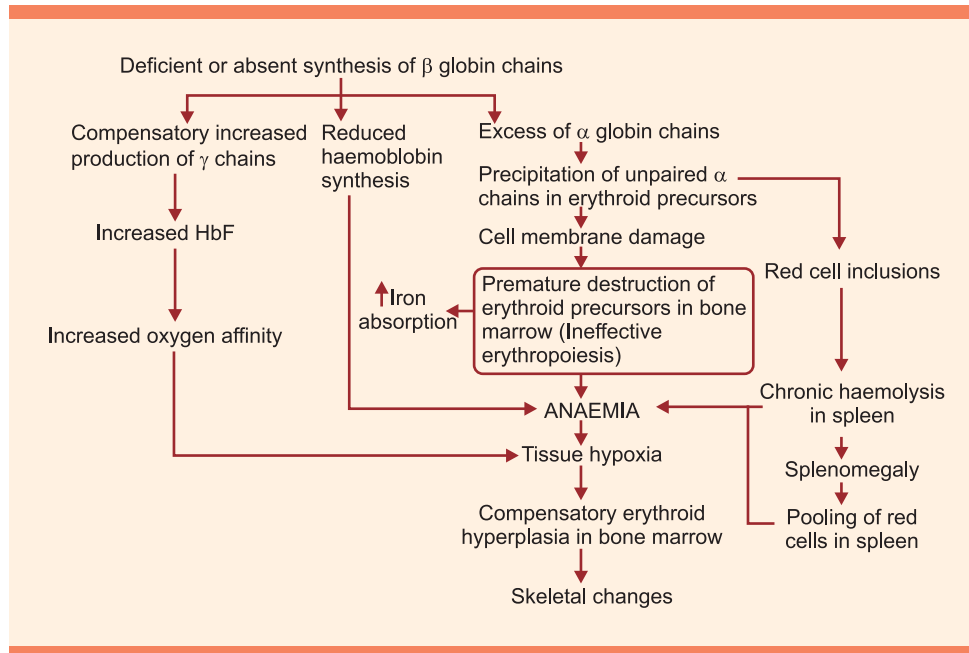 Deficient or absent synthesis of β globin chains
Compensatory increased
production of γ chains
Reduced
haemoblobin
synthesis
Excess of α globin chains
Precipitation of unpaired α
chains in erythroid precursors
Increased HbF
Cell membrane damage
Red cell inclusions
Iron
absorption
Premature destruction of
erythroid precursors in bone
marrow (Ineffective
erythropoiesis)
Increased oxygen affinity
ANAEMIA
Chronic haemolysis
in spleen
Tissue hypoxia
Splenomegaly
Compensatory erythroid
hyperplasia in bone marrow
Pooling of red
cells in spleen
Skeletal changes